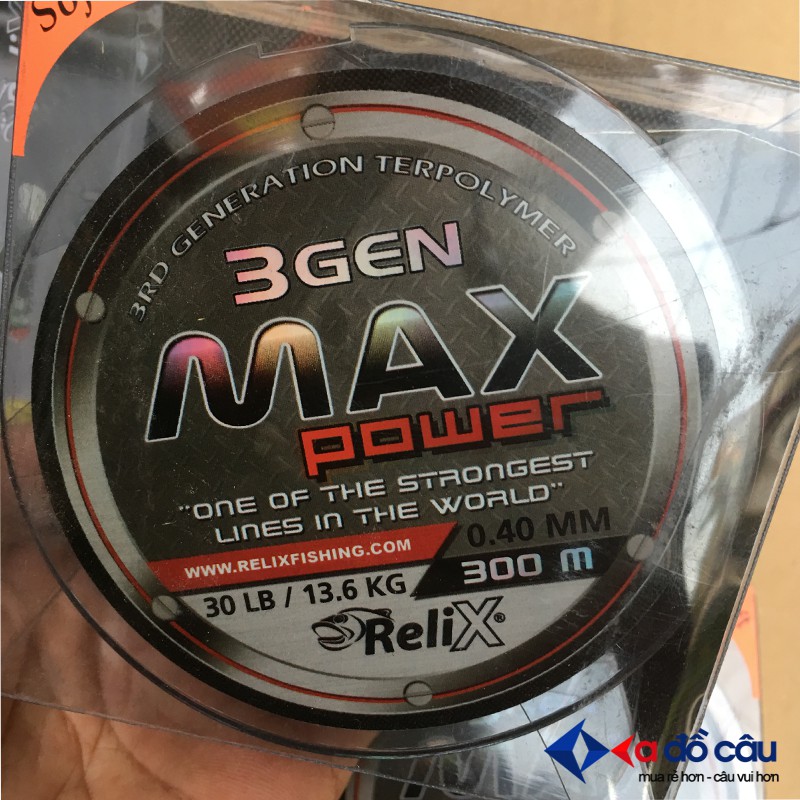 3RD GENERATION TERPOLYMER
3GEN
MAX
POWER
"ONE OF THE STRONGEST
LINES IN THE WORLD"
WWW.RELIXFISHING.COM
0.40 MM
30 LB / 13.6 KG
300 M
ReliX®
a đồ câu
mua rẻ hơn - câu vui hơn